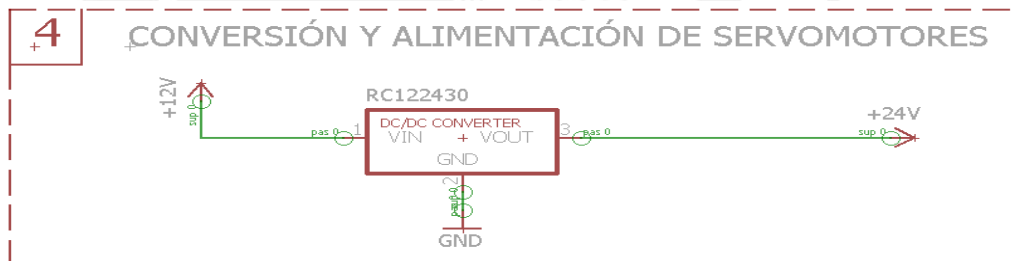 4
CONVERSIÓN Y ALIMENTACIÓN DE SERVOMOTORES
+12V
sup 0
RC122430
DC/DC CONVERTER
pas 0 1 VIN + VOUT 3 pas 0
GND
2
+24V
sup 0
GND